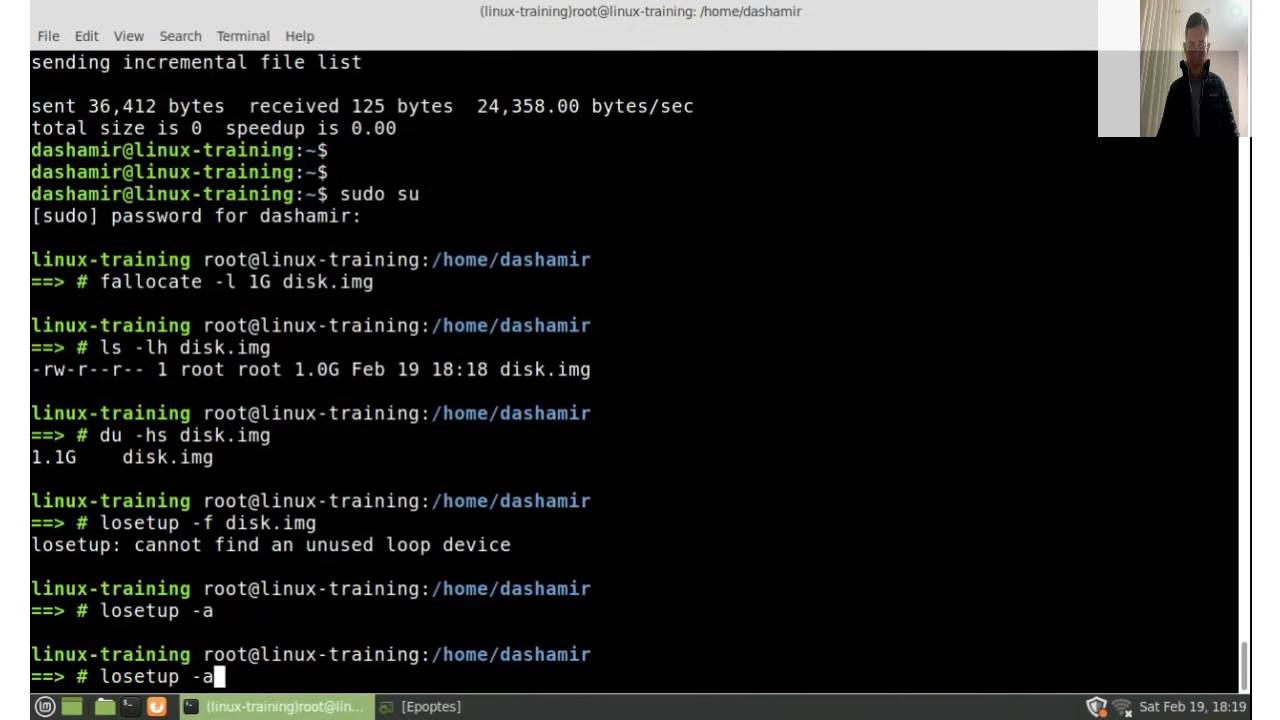 (linux-training)root@linux-training: /home/dashamir
File Edit View Search Terminal Help
sending incremental file list
sent 36,412 bytes  received 125 bytes  24,358.00 bytes/sec
total size is 0  speedup is 0.00
dashamir@linux-training:~$
dashamir@linux-training:~$
dashamir@linux-training:~$ sudo su
[sudo] password for dashamir:
linux-training root@linux-training:/home/dashamir
==> # fallocate -l 1G disk.img
linux-training root@linux-training:/home/dashamir
==> # ls -lh disk.img
-rw-r--r-- 1 root root 1.0G Feb 19 18:18 disk.img
linux-training root@linux-training:/home/dashamir
==> # du -hs disk.img
1.1G    disk.img
linux-training root@linux-training:/home/dashamir
==> # losetup -f disk.img
losetup: cannot find an unused loop device
linux-training root@linux-training:/home/dashamir
==> # losetup -a
linux-training root@linux-training:/home/dashamir
==> # losetup -a
(linux-training)root@lin... [Epoptes] Sat Feb 19, 18:19